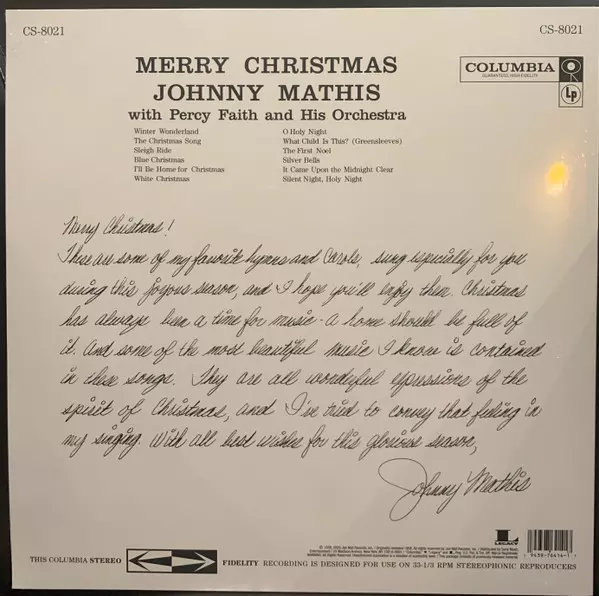 CS-8021
CS-8021
MERRY CHRISTMAS
JOHNNY MATHIS
with Percy Faith and His Orchestra
COLUMBIA
GUARANTEED HIGH FIDELITY
Lp
Winter Wonderland
The Christmas Song
Sleigh Ride
Blue Christmas
I'll Be Home for Christmas
White Christmas
O Holy Night
What Child Is This? (Greensleeves)
The First Noel
Silver Bells
It Came Upon the Midnight Clear
Silent Night, Holy Night
Merry Christmas!
These are some of my favorite hymns and Carols, sung especially for you
during this joyous season, and I hope you'll enjoy them. Christmas
has always been a time for music - a home should be full of
it. And some of the most beautiful music I know is contained
in these songs. They are all wonderful expressions of the
spirit of Christmas, and I've tried to convey that feeling in
my singing. With all best wishes for this glorious season,
Johnny Mathis
LEGACY
THIS COLUMBIA STEREO
FIDELITY RECORDING IS DESIGNED FOR USE ON 33-1/3 RPM STEREOPHONIC REPRODUCERS